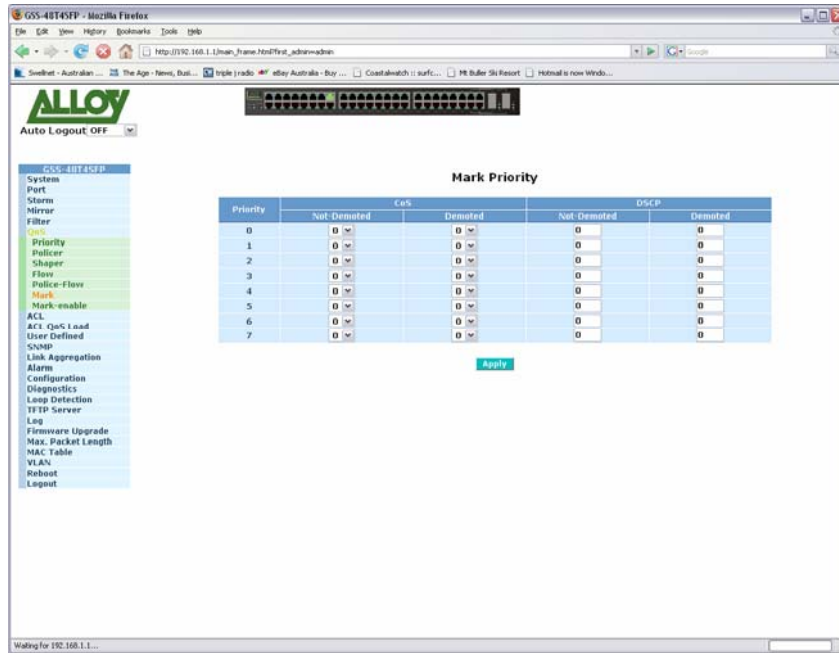 GSS-48T4SFP - Mozilla Firefox
File Edit View History Bookmarks Tools Help
http://192.168.1.1/main_frame.html?first_admin=admin
Google
Swellnet - Australian ... The Age - News, Busi... triple j radio eBay Australia - Buy ... Coastalwatch :: surfc... Mt Buller Ski Resort Hotmail is now Windo...
ALLOY
Auto Logout OFF
GSS-48T4SFP
System
Port
Storm
Mirror
Filter
QoS
Priority
Policer
Shaper
Flow
Police-Flow
Mark
Mark-enable
ACL
ACL QoS Load
User Defined
SNMP
Link Aggregation
Alarm
Configuration
Diagnostics
Loop Detection
TFTP Server
Log
Firmware Upgrade
Max. Packet Length
MAC Table
VLAN
Reboot
Logout
Mark Priority
Priority CoS DSCP
Not-Demoted Demoted Not-Demoted Demoted
0 0 0 0 0
1 0 0 0 0
2 0 0 0 0
3 0 0 0 0
4 0 0 0 0
5 0 0 0 0
6 0 0 0 0
7 0 0 0 0
Apply
Waiting for 192.168.1.1...